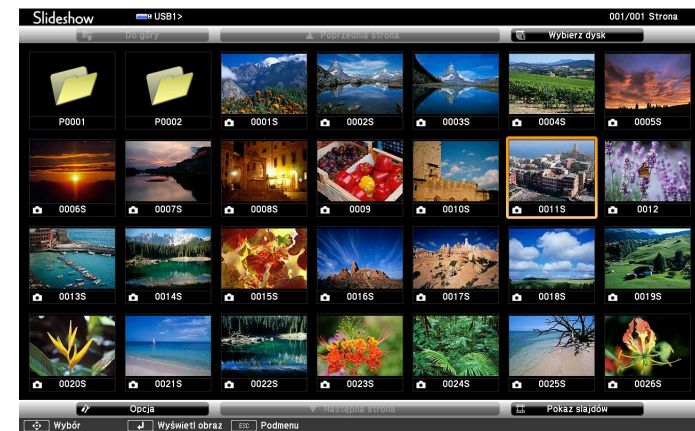 Slideshow USB1> 001/001 Strona
Do góry Poprzednia strona Wybierz dysk
P0001 P0002 0001S 0002S 0003S 0004S 0005S
0006S 0007S 0008S 0009 0010S 0011S 0012
0013S 0014S 0015S 0016S 0017S 0018S 0019S
0020S 0021S 0022S 0023S 0024S 0025S 0026S
Opcja Następna strona Pokaz slajdów
Wybór Wyświetl obraz ESC Podmenu